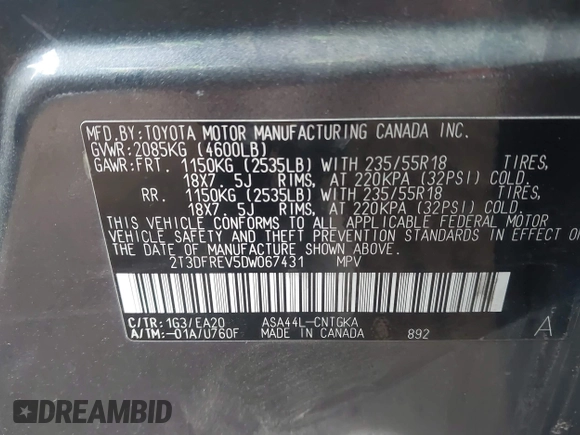 MFD.BY:TOYOTA MOTOR MANUFACTURING CANADA INC.
GVWR:2085KG (4600LB)
GAWR:FRT. 1150KG (2535LB) WITH 235/55R18 TIRES,
18X7.5J RIMS, AT 220KPA (32PSI) COLD.
RR. 1150KG (2535LB) WITH 235/55R18 TIRES,
18X7.5J RIMS, AT 220KPA (32PSI) COLD.
THIS VEHICLE CONFORMS TO ALL APPLICABLE FEDERAL MOTOR
VEHICLE SAFETY AND THEFT PREVENTION STANDARDS IN EFFECT ON
THE DATE OF MANUFACTURE SHOWN ABOVE.
2T3DFREV5DW067431 MPV
C/TR: 1G3/EA20 ASA44L-CNTGKA
A/TM:-01A/U760F MADE IN CANADA 892 A
DREAMBID